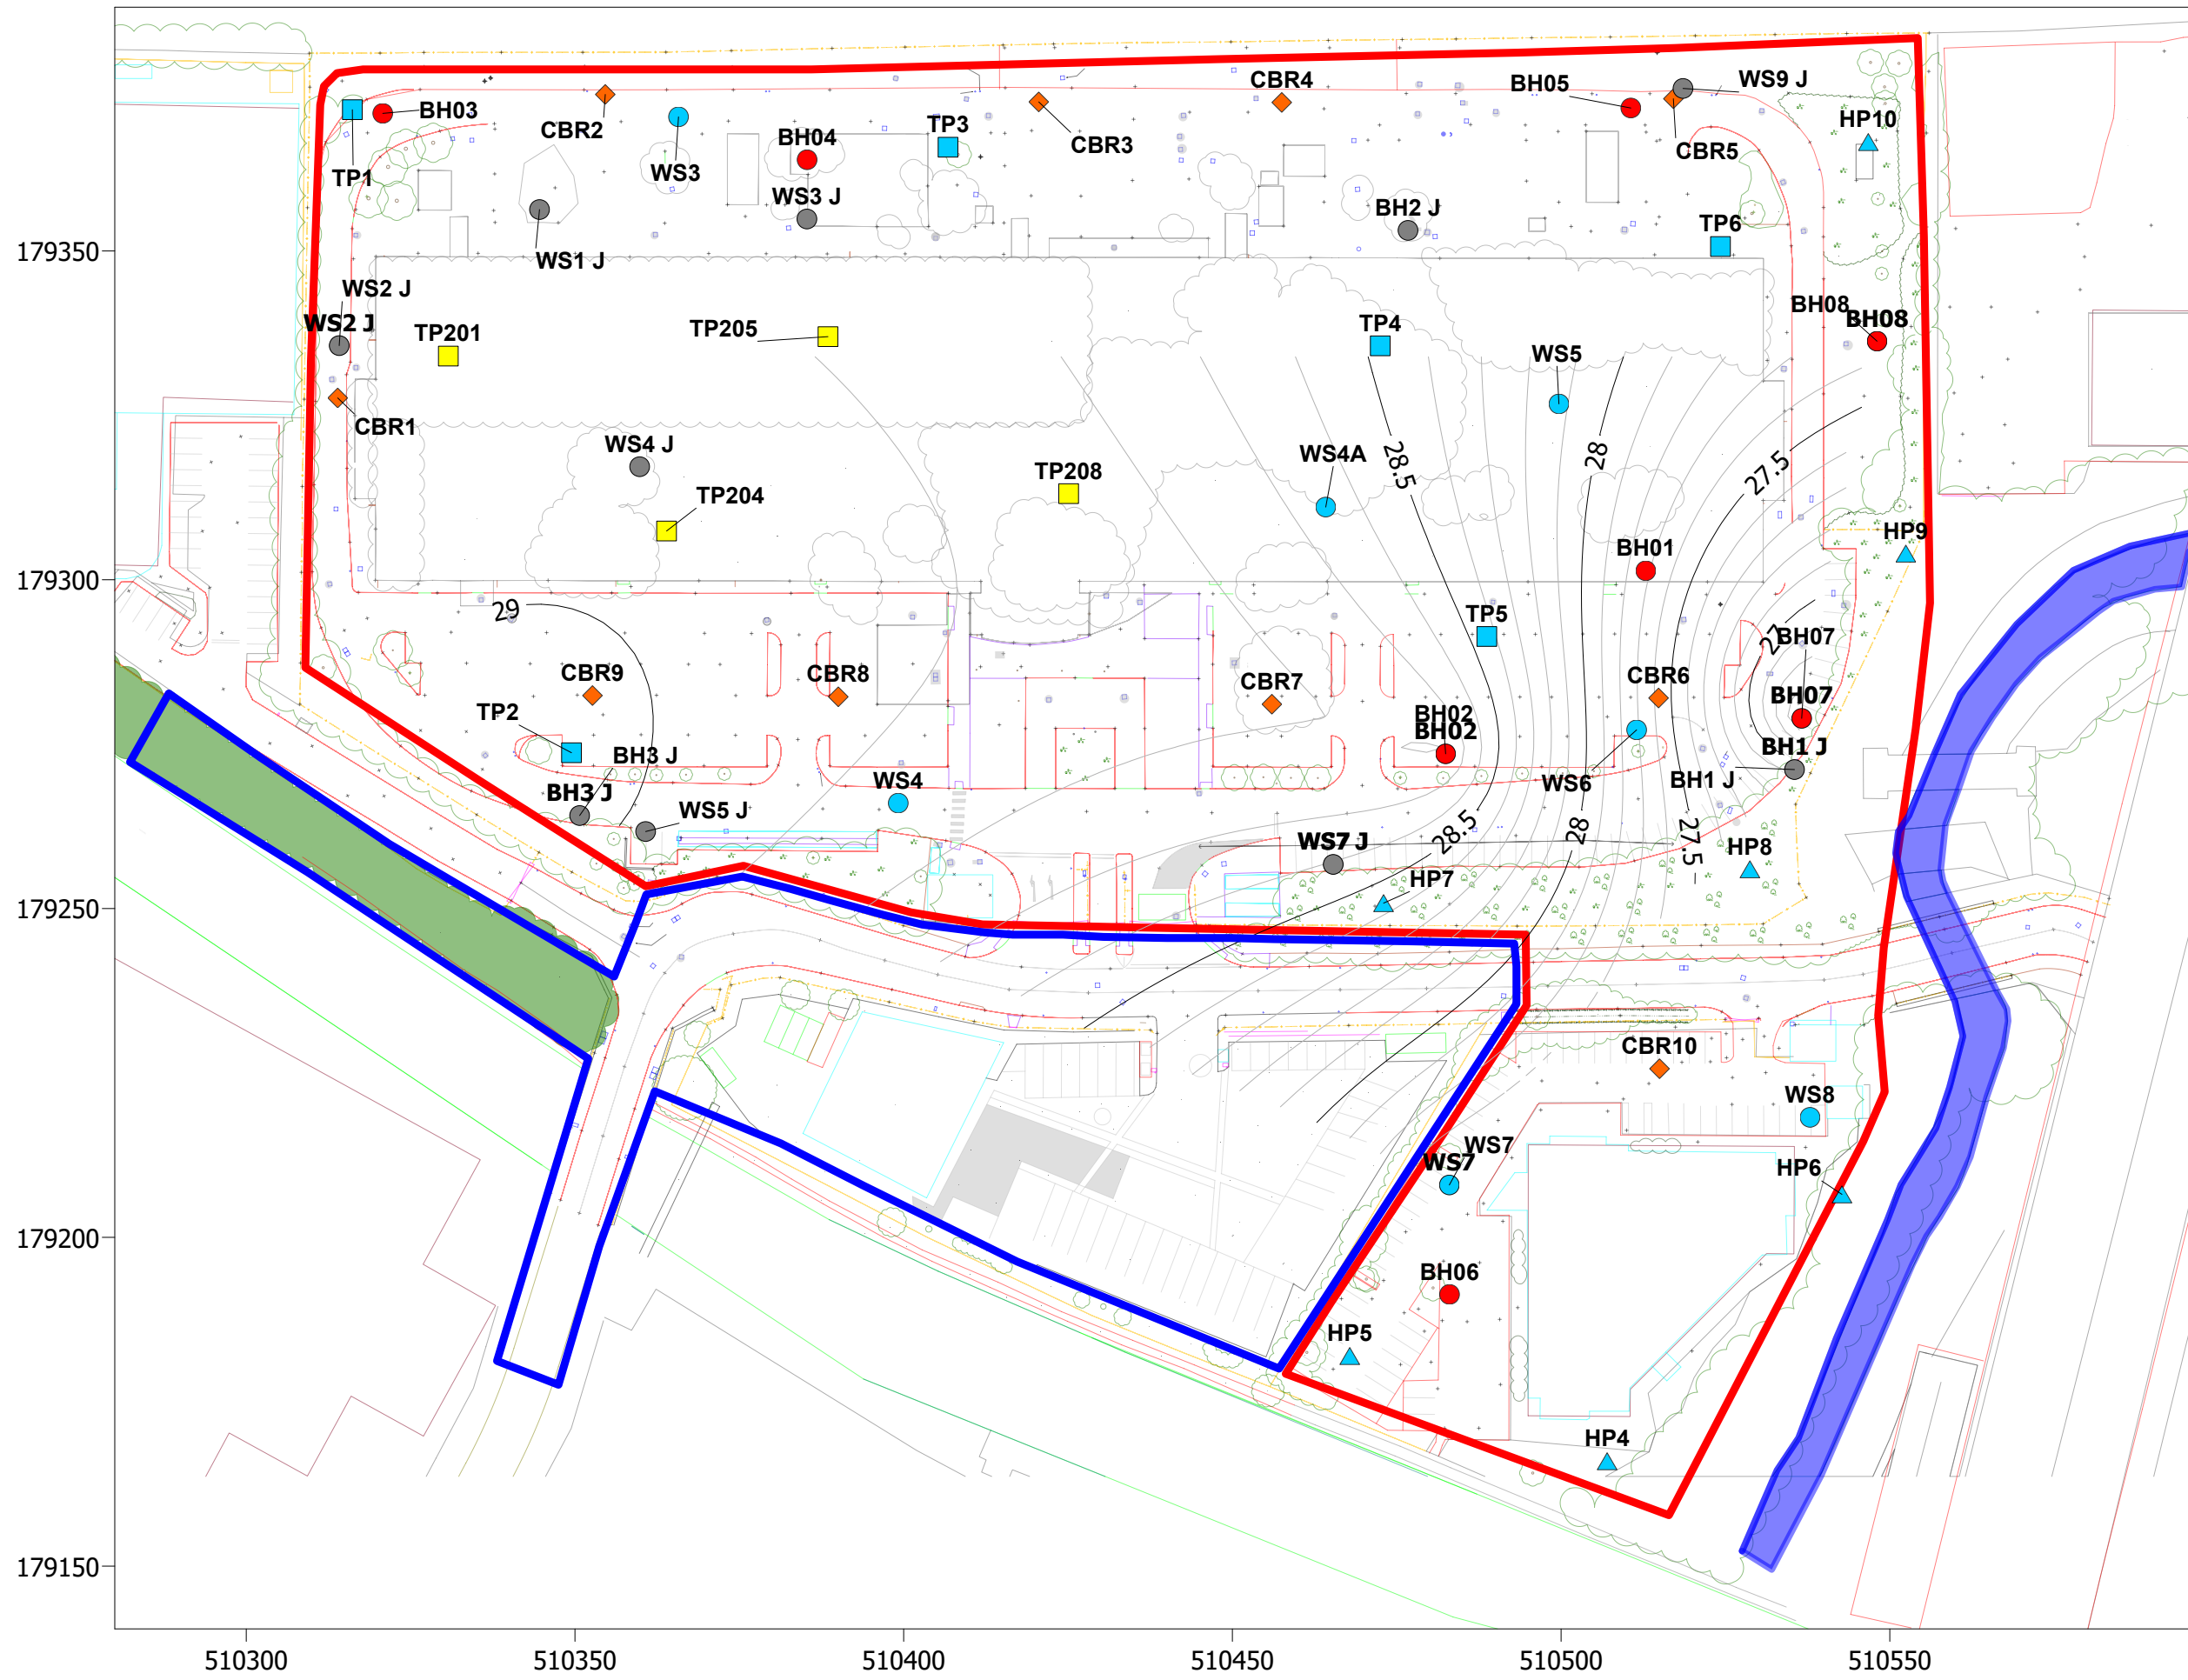 CBR4
BH05
WS9 J
BH03
CBR2
BH04
TP3
CBR3
HP10
CBR5
TP1
WS3
WS3 J
BH2 J
TP6
179350
WS1 J
WS2 J
WS2 J
TP201
TP205
TP4
BH08
BH08
WS5
CBR1
WS4 J
TP204
TP208
WS4A
28.5
28
27.5
HP9
BH01
179300
29
TP5
27
BH07
CBR9
CBR8
CBR7
CBR6
BH07
TP2
BH02
BH02
BH3 J
BH1 J
BH3 J
WS4
WS6
BH1 J
WS5 J
WS7 J
28.5
28
27.5
HP8
HP7
179250
CBR10
WS8
WS7
WS7
HP6
179200
BH06
HP5
HP4
179150
510300
510350
510400
510450
510500
510550